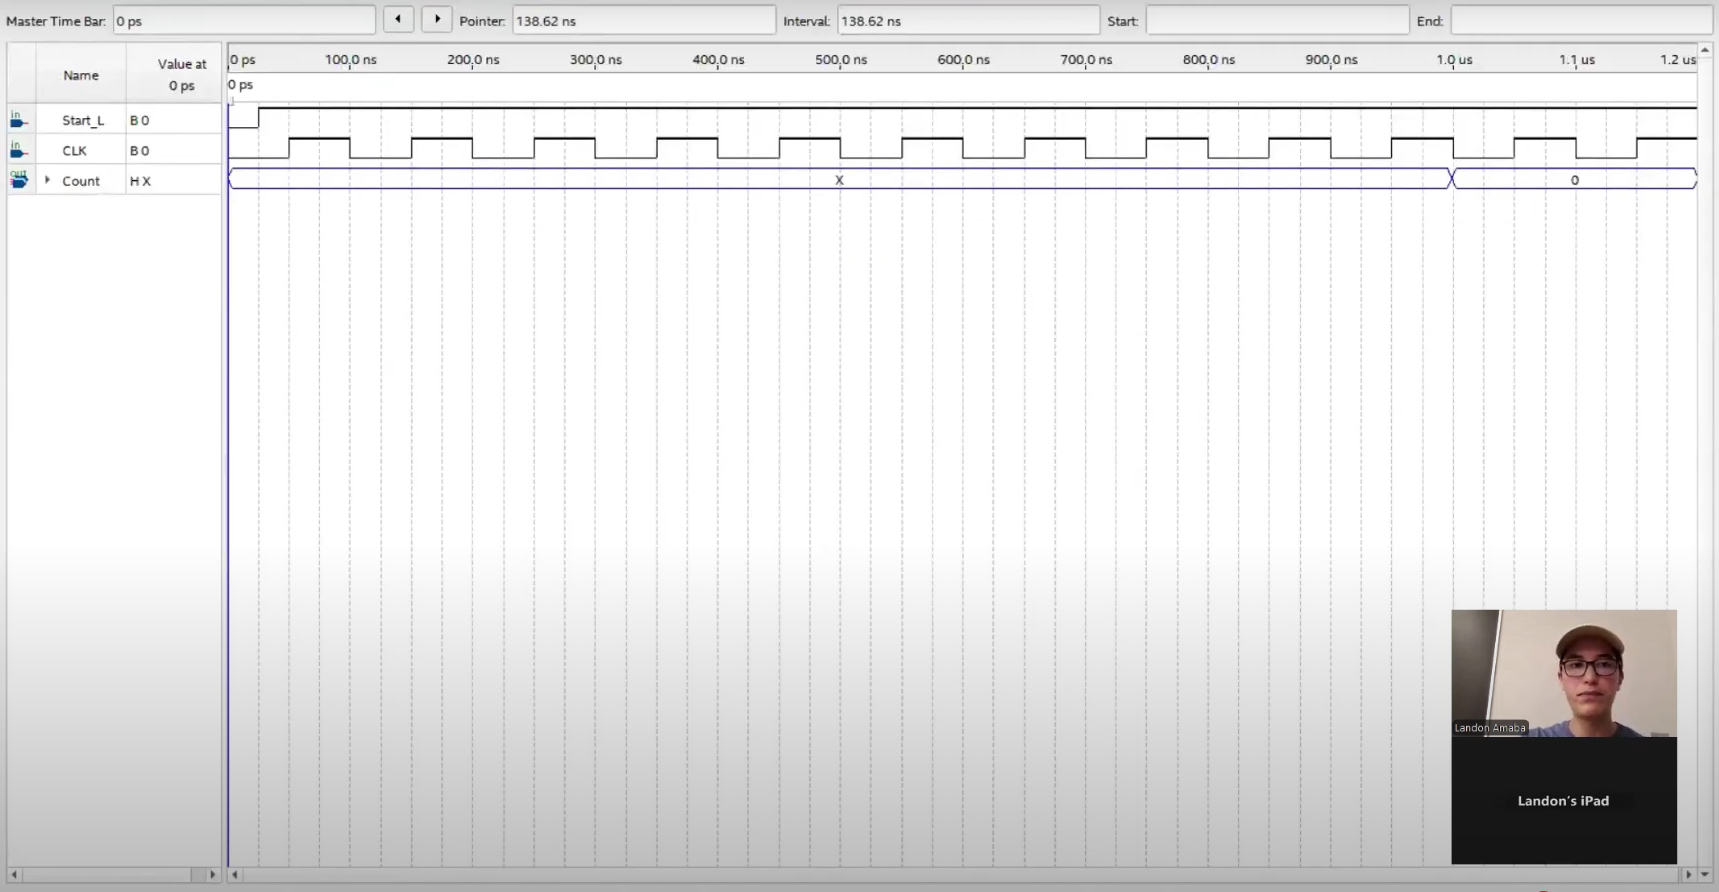 Master Time Bar: 0 ps Pointer: 138.62 ns Interval: 138.62 ns Start: End:
Name Value at 0 ps
0 ps 100.0 ns 200.0 ns 300.0 ns 400.0 ns 500.0 ns 600.0 ns 700.0 ns 800.0 ns 900.0 ns 1.0 us 1.1 us 1.2 us
0 ps
in Start_L B 0
in CLK B 0
out Count H X X 0
Landon Amaba
Landon's iPad